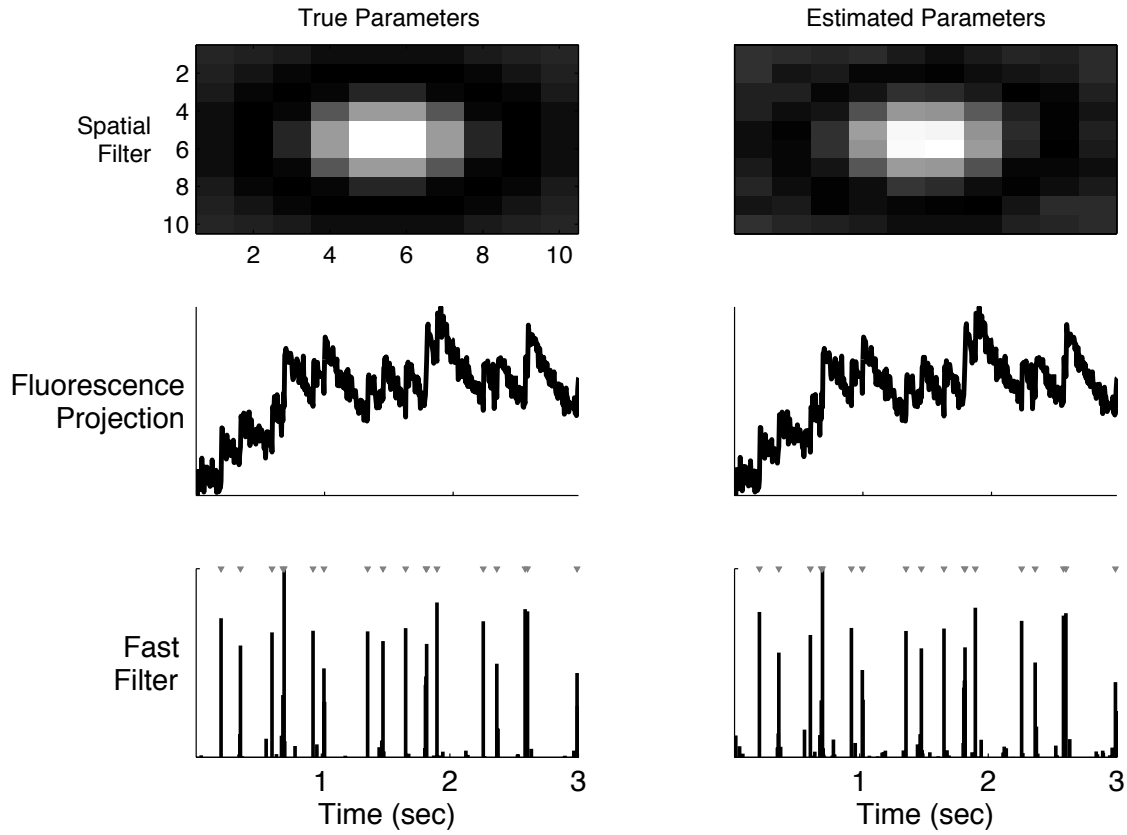 True Parameters
Estimated Parameters
Spatial
Filter
2
4
6
8
10
2
4
6
8
10
Fluorescence
Projection
Fast
Filter
1
2
3
Time (sec)
1
2
3
Time (sec)